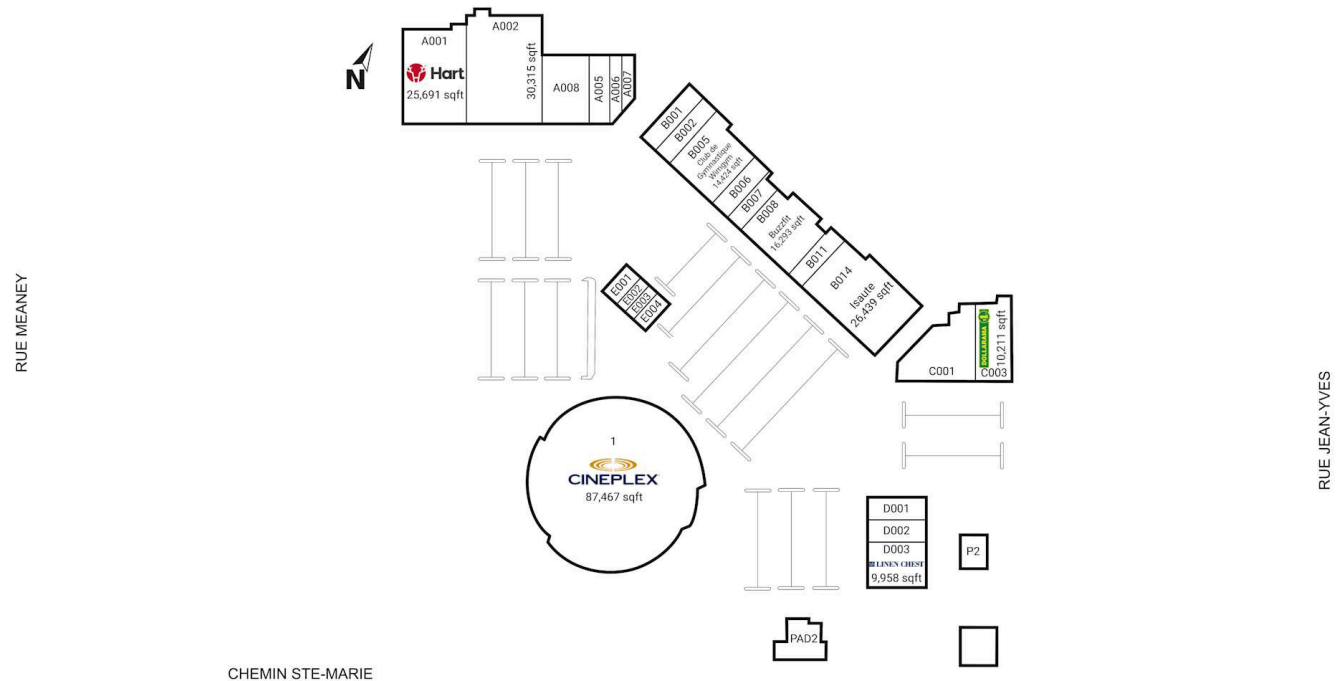 A001
Hart
25,691 sqft
A002
30,315 sqft
A008
A005
A006
A007
N
B001
B002
B005
Club de
Gymnastique
Wimgym
14,424 sqft
B006
B007
B008
Buzzfit
16,293 sqft
B011
B014
Isaute
26,439 sqft
E001
E002
E003
E004
C001
DOLLARAMA
10,211 sqft
C003
RUE MEANEY
RUE JEAN-YVES
1
CINEPLEX
87,467 sqft
D001
D002
D003
LINEN CHEST
9,958 sqft
P2
PAD2
CHEMIN STE-MARIE